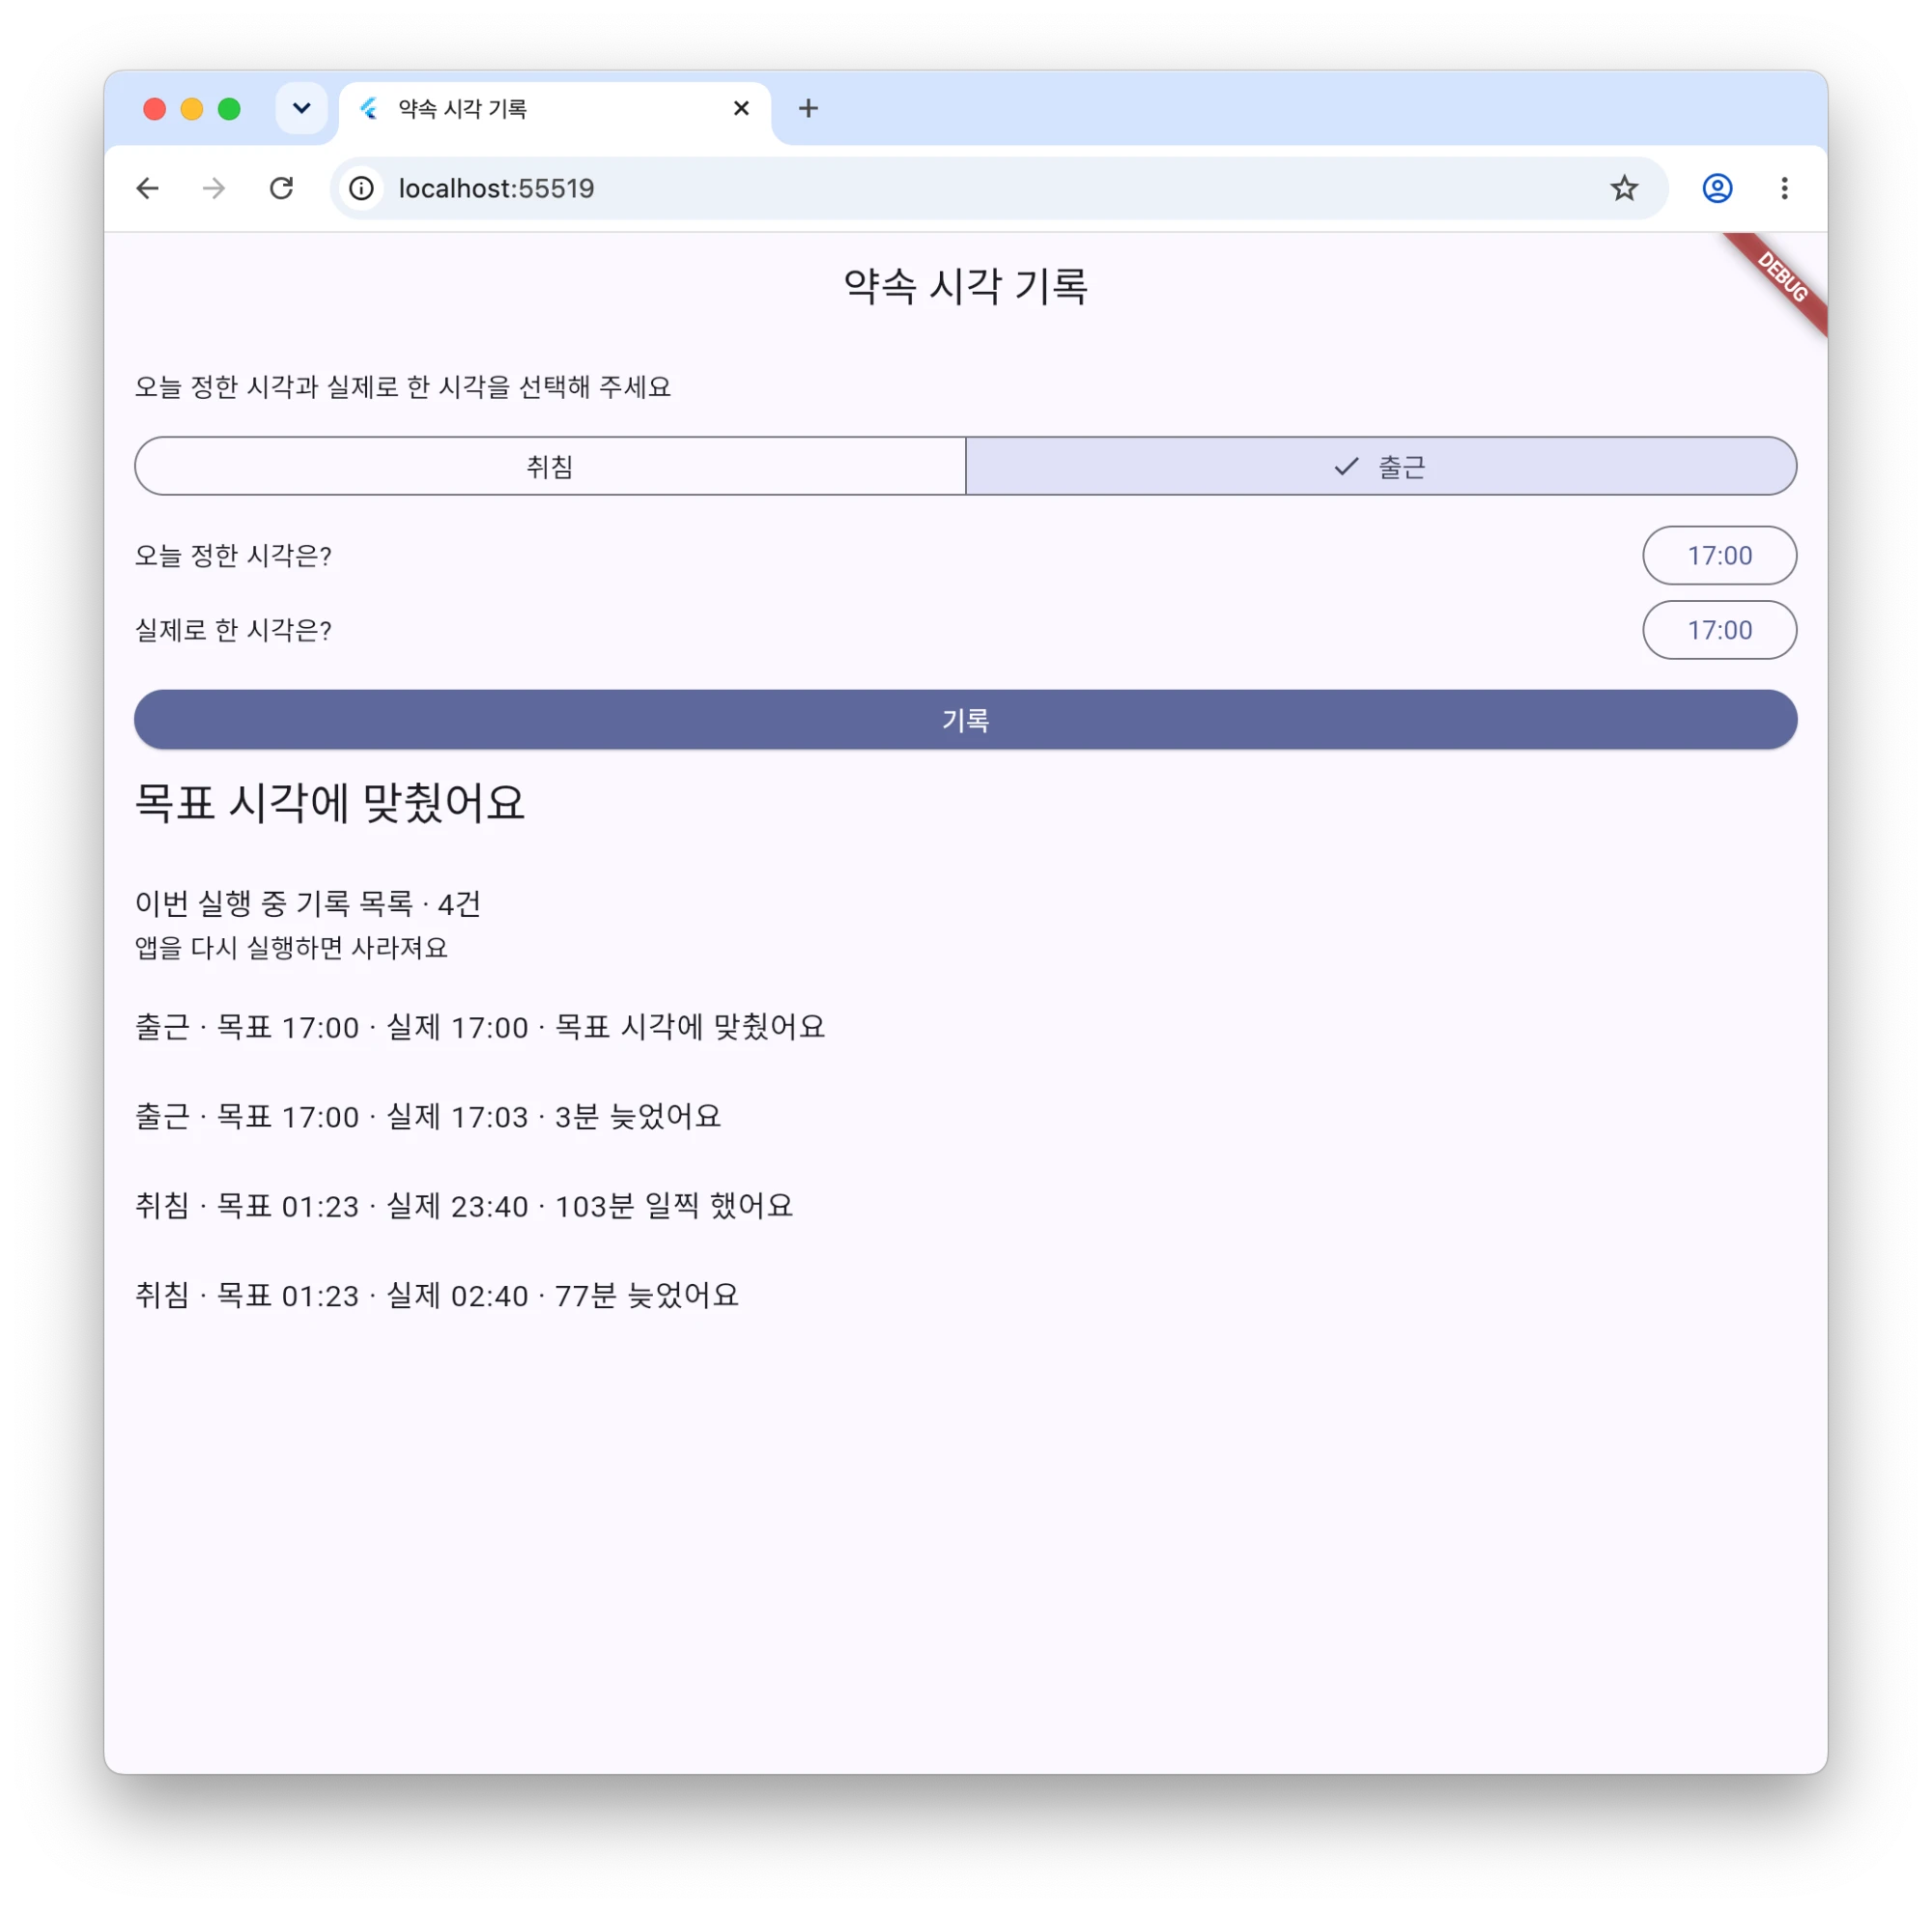 약속 시각 기록
localhost:55519
DEBUG
약속 시각 기록
오늘 정한 시각과 실제로 한 시각을 선택해 주세요
취침
출근
오늘 정한 시각은?
17:00
실제로 한 시각은?
17:00
기록
목표 시각에 맞췄어요
이번 실행 중 기록 목록 · 4건
앱을 다시 실행하면 사라져요
출근 · 목표 17:00 · 실제 17:00 · 목표 시각에 맞췄어요
출근 · 목표 17:00 · 실제 17:03 · 3분 늦었어요
취침 · 목표 01:23 · 실제 23:40 · 103분 일찍 했어요
취침 · 목표 01:23 · 실제 02:40 · 77분 늦었어요